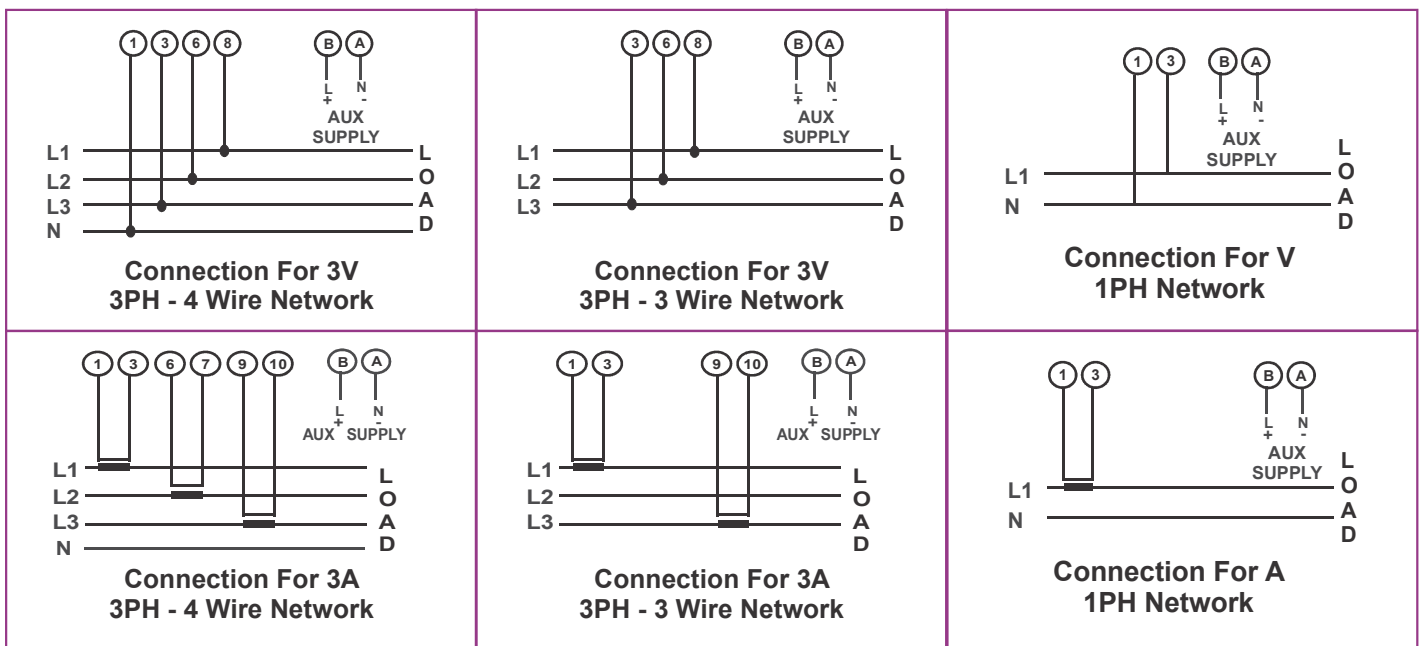 1 3 6 8 B A
L N
+ -
AUX
SUPPLY
L1 L
L2 O
L3 A
N D
Connection For 3V
3PH - 4 Wire Network
3 6 8 B A
L N
+ -
AUX
SUPPLY
L1 L
L2 O
L3 A
D
Connection For 3V
3PH - 3 Wire Network
1 3 B A
L N
+ -
AUX
SUPPLY
L
L1 O
N A
D
Connection For V
1PH Network
1 3 6 7 9 10 B A
L N
+ -
AUX SUPPLY
L1 L
L2 O
L3 A
N D
Connection For 3A
3PH - 4 Wire Network
1 3 9 10 B A
L N
+ -
AUX SUPPLY
L1 L
L2 O
L3 A
D
Connection For 3A
3PH - 3 Wire Network
1 3 B A
L N
+ -
AUX
SUPPLY
L
L1 O
N A
D
Connection For A
1PH Network